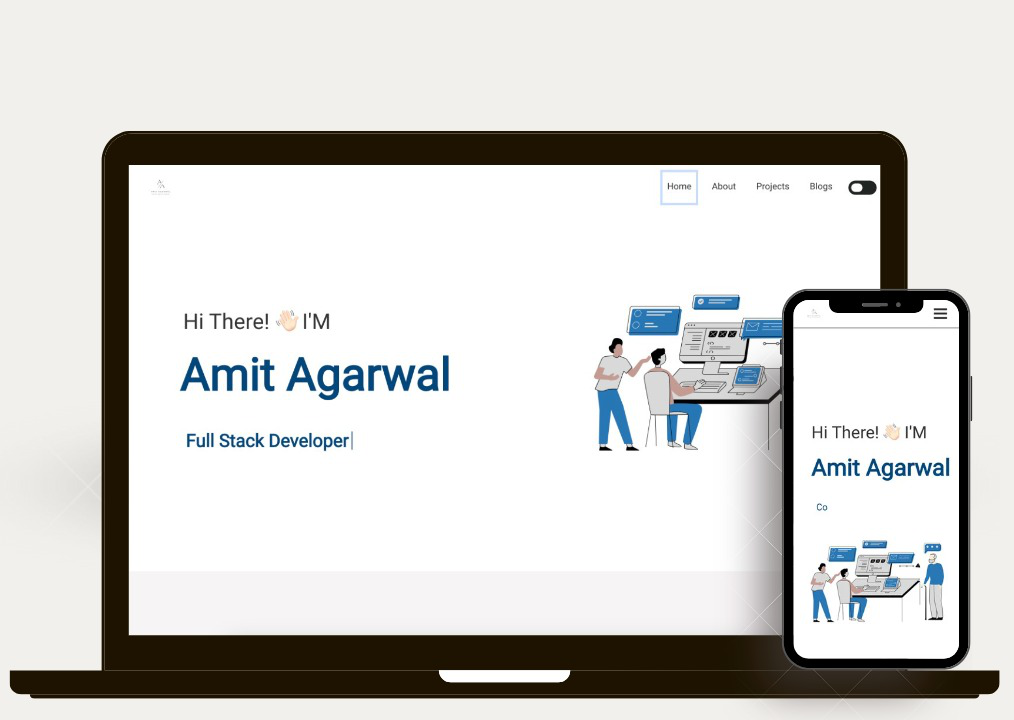 Home About Projects Blogs
Hi There! 👋🏻 I'M
Amit Agarwal
Full Stack Developer
Hi There! 👋🏻 I'M
Amit Agarwal
Co